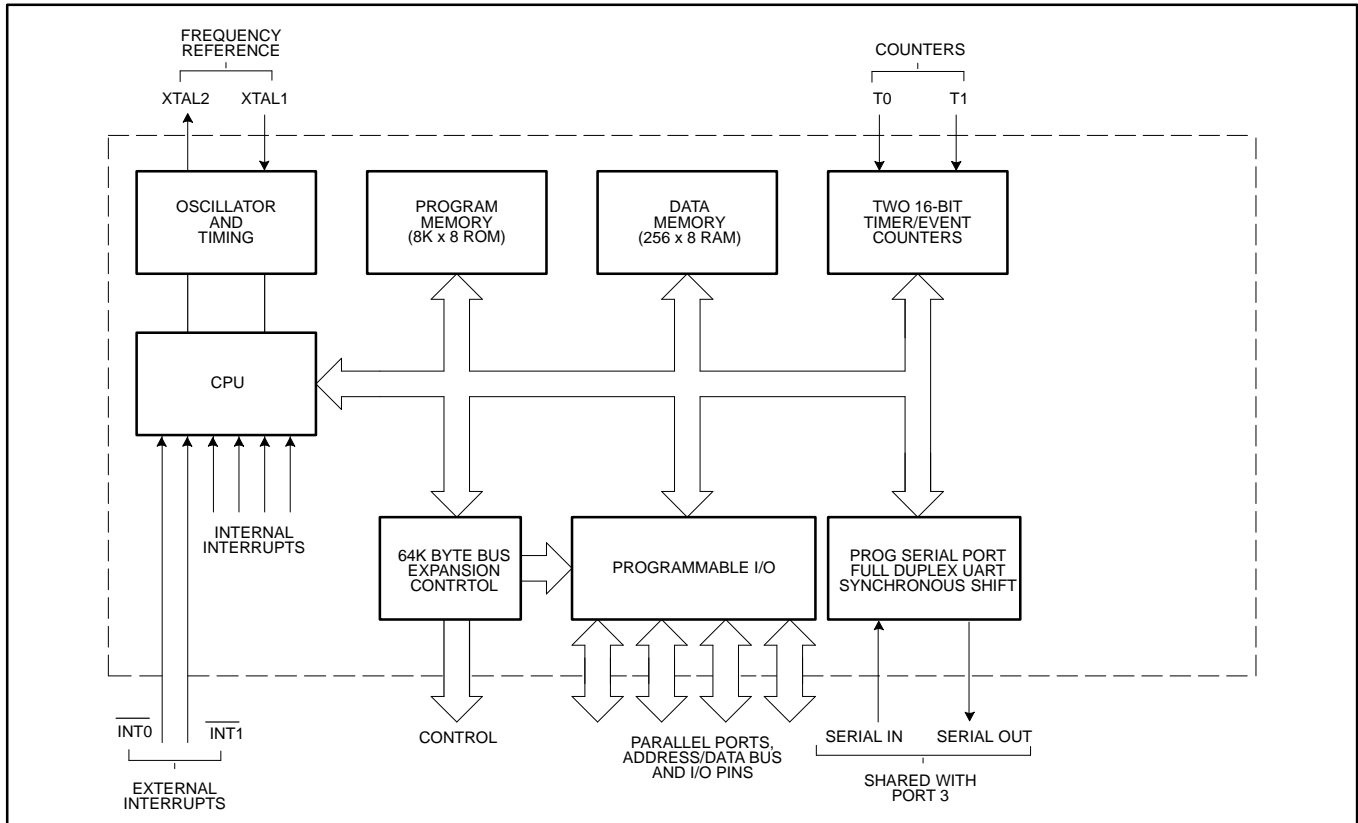 FREQUENCY
REFERENCE
COUNTERS
XTAL2
XTAL1
T0
T1
OSCILLATOR
AND
TIMING
PROGRAM
MEMORY
(8K x 8 ROM)
DATA
MEMORY
(256 x 8 RAM)
TWO 16-BIT
TIMER/EVENT
COUNTERS
CPU
INTERNAL
INTERRUPTS
64K BYTE BUS
EXPANSION
CONTRTOL
PROGRAMMABLE I/O
PROG SERIAL PORT
FULL DUPLEX UART
SYNCHRONOUS SHIFT
INT0
INT1
EXTERNAL
INTERRUPTS
CONTROL
PARALLEL PORTS,
ADDRESS/DATA BUS
AND I/O PINS
SERIAL IN
SERIAL OUT
SHARED WITH
PORT 3